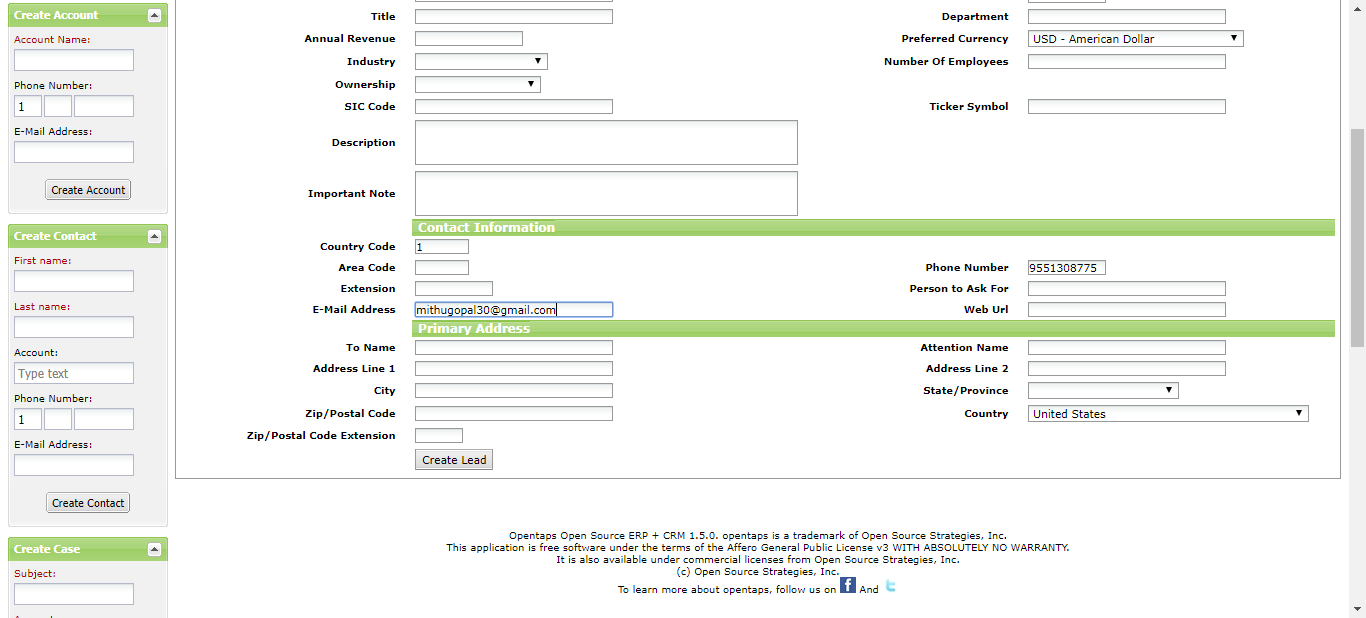 Create Account
Account Name:
Phone Number:
1
E-Mail Address:
Create Account
Create Contact
First name:
Last name:
Account:
Type text
Phone Number:
1
E-Mail Address:
Create Contact
Create Case
Subject:
Title
Department
Annual Revenue
Preferred Currency USD - American Dollar
Industry
Number Of Employees
Ownership
SIC Code
Ticker Symbol
Description
Important Note
Contact Information
Country Code 1
Area Code
Phone Number 9551308775
Extension
Person to Ask For
E-Mail Address mithugopal30@gmail.com
Web Url
Primary Address
To Name
Attention Name
Address Line 1
Address Line 2
City
State/Province
Zip/Postal Code
Country United States
Zip/Postal Code Extension
Create Lead
Opentaps Open Source ERP + CRM 1.5.0. opentaps is a trademark of Open Source Strategies, Inc.
This application is free software under the terms of the Affero General Public License v3 WITH ABSOLUTELY NO WARRANTY.
It is also available under commercial licenses from Open Source Strategies, Inc.
(c) Open Source Strategies, Inc.
To learn more about opentaps, follow us on f And